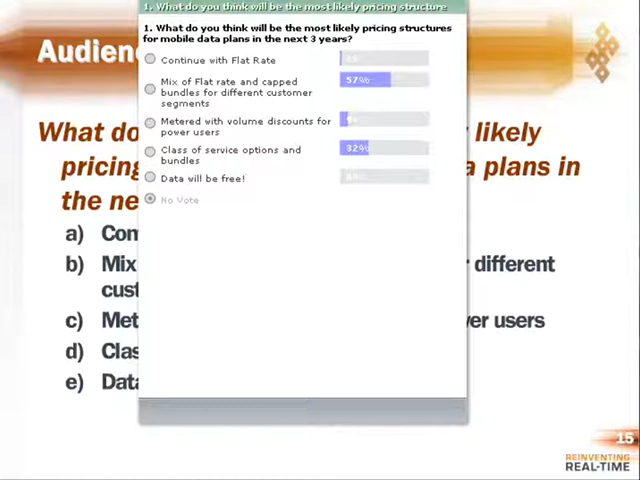 1. What do you think will be the most likely pricing structure
1. What do you think will be the most likely pricing structures
for mobile data plans in the next 3 years?
Audien
Continue with Flat Rate
Mix of Flat rate and capped
bundles for different customer
segments
57%
Metered with volume discounts for
power users
Class of service options and
bundles
32%
Data will be free!
No Vote
What do
likely
pricing
a plans in
the ne
a) Con
b) Mix
different
cust
c) Met
wer users
d) Clas
e) Data
15
REINVENTING
REAL-TIME